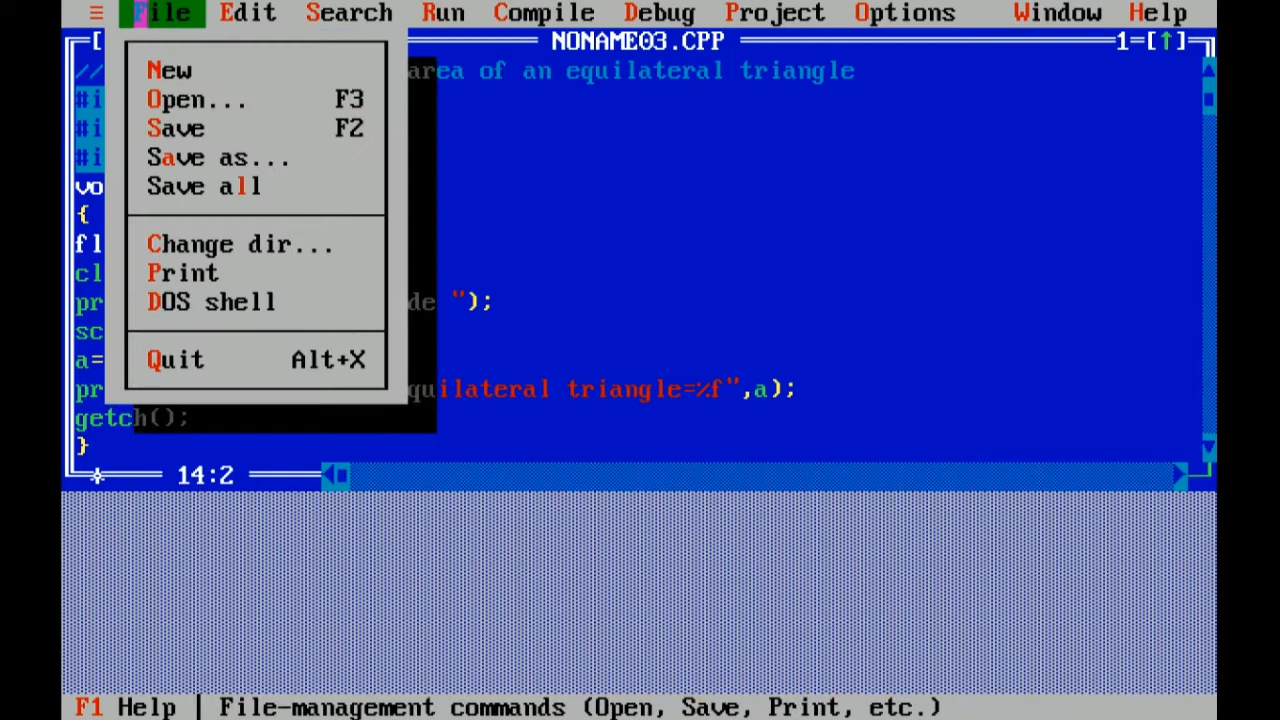 ≡ File Edit Search Run Compile Debug Project Options Window Help
[ NONAME03.CPP 1=[↑]
// area of an equilateral triangle
New
#i
Open... F3
#i
Save F2
#i
Save as...
vo
Save all
{
fl
Change dir...
cl
Print
pr de ");
DOS shell
sc
a=
Quit Alt+X
pr quilateral triangle=%f",a);
getch();
}
14:2
F1 Help | File-management commands (Open, Save, Print, etc.)